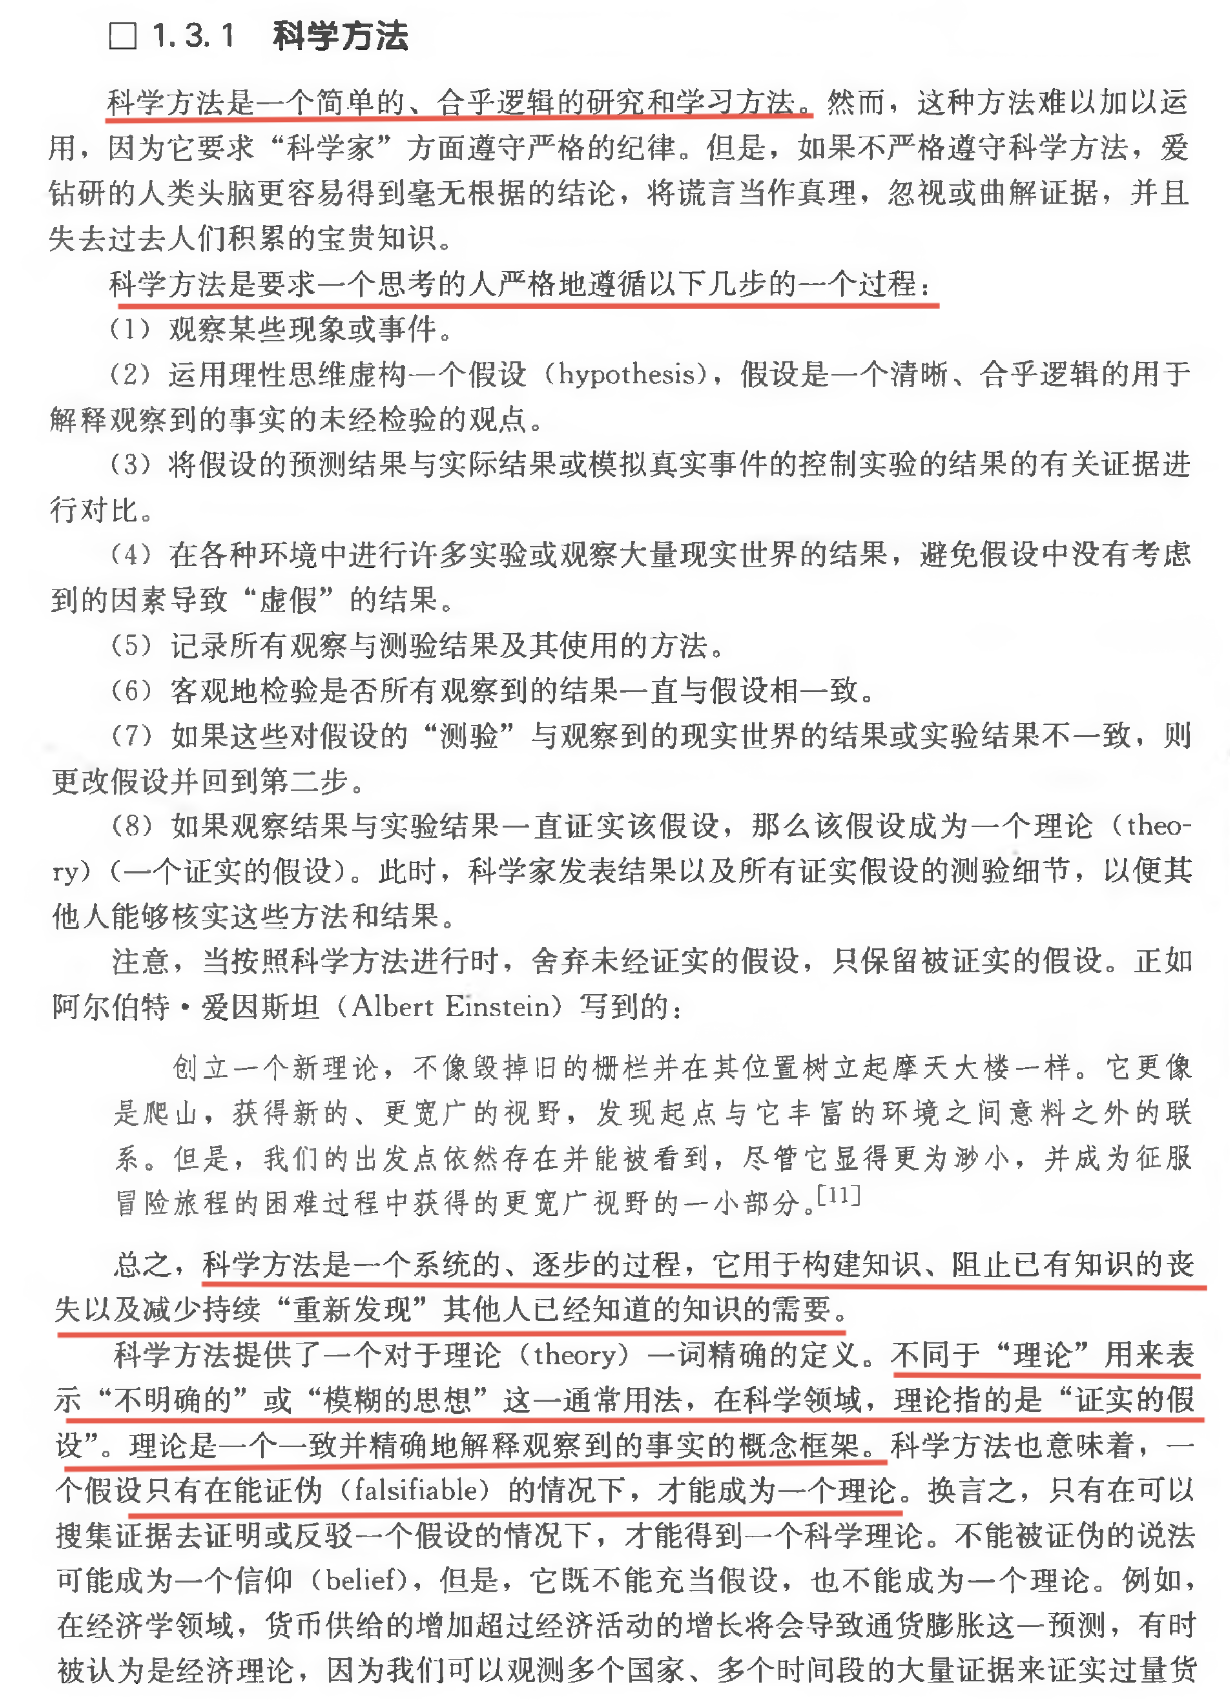 □ 1.3.1 科学方法
科学方法是一个简单的、合乎逻辑的研究和学习方法。然而，这种方法难以加以运
用，因为它要求“科学家”方面遵守严格的纪律。但是，如果不严格遵守科学方法，爱
钻研的人类头脑更容易得到毫无根据的结论，将谎言当作真理，忽视或曲解证据，并且
失去过去人们积累的宝贵知识。
科学方法是要求一个思考的人严格地遵循以下几步的一个过程：
（1）观察某些现象或事件。
（2）运用理性思维虚构一个假设（hypothesis），假设是一个清晰、合乎逻辑的用于
解释观察到的事实的未经检验的观点。
（3）将假设的预测结果与实际结果或模拟真实事件的控制实验的结果的有关证据进
行对比。
（4）在各种环境中进行许多实验或观察大量现实世界的结果，避免假设中没有考虑
到的因素导致“虚假”的结果。
（5）记录所有观察与测验结果及其使用的方法。
（6）客观地检验是否所有观察到的结果一直与假设相一致。
（7）如果这些对假设的“测验”与观察到的现实世界的结果或实验结果不一致，则
更改假设并回到第二步。
（8）如果观察结果与实验结果一直证实该假设，那么该假设成为一个理论（theo-
ry）（一个证实的假设）。此时，科学家发表结果以及所有证实假设的测验细节，以便其
他人能够核实这些方法和结果。
注意，当按照科学方法进行时，舍弃未经证实的假设，只保留被证实的假设。正如
阿尔伯特·爱因斯坦（Albert Einstein）写到的：
创立一个新理论，不像毁掉旧的栅栏并在其位置树立起摩天大楼一样。它更像
是爬山，获得新的、更宽广的视野，发现起点与它丰富的环境之间意料之外的联
系。但是，我们的出发点依然存在并能被看到，尽管它显得更为渺小，并成为征服
冒险旅程的困难过程中获得的更宽广视野的一小部分。[11]
总之，科学方法是一个系统的、逐步的过程，它用于构建知识、阻止已有知识的丧
失以及减少持续“重新发现”其他人已经知道的知识的需要。
科学方法提供了一个对于理论（theory）一词精确的定义。不同于“理论”用来表
示“不明确的”或“模糊的思想”这一通常用法，在科学领域，理论指的是“证实的假
设”。理论是一个一致并精确地解释观察到的事实的概念框架。科学方法也意味着，一
个假设只有在能证伪（falsifiable）的情况下，才能成为一个理论。换言之，只有在可以
搜集证据去证明或反驳一个假设的情况下，才能得到一个科学理论。不能被证伪的说法
可能成为一个信仰（belief），但是，它既不能充当假设，也不能成为一个理论。例如，
在经济学领域，货币供给的增加超过经济活动的增长将会导致通货膨胀这一预测，有时
被认为是经济理论，因为我们可以观测多个国家、多个时间段的大量证据来证实过量货